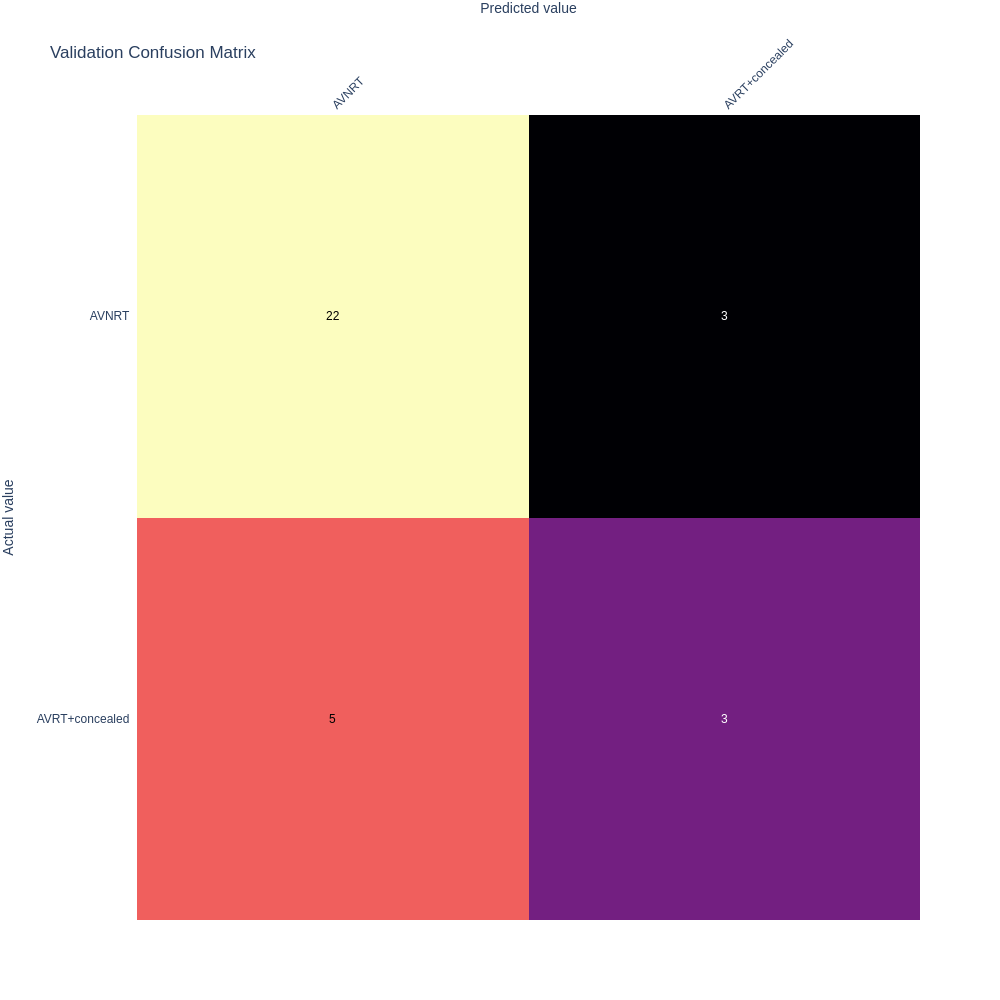 Predicted value
Validation Confusion Matrix
AVNRT
AVRT+concealed
AVNRT
22
3
Actual value
AVRT+concealed
5
3